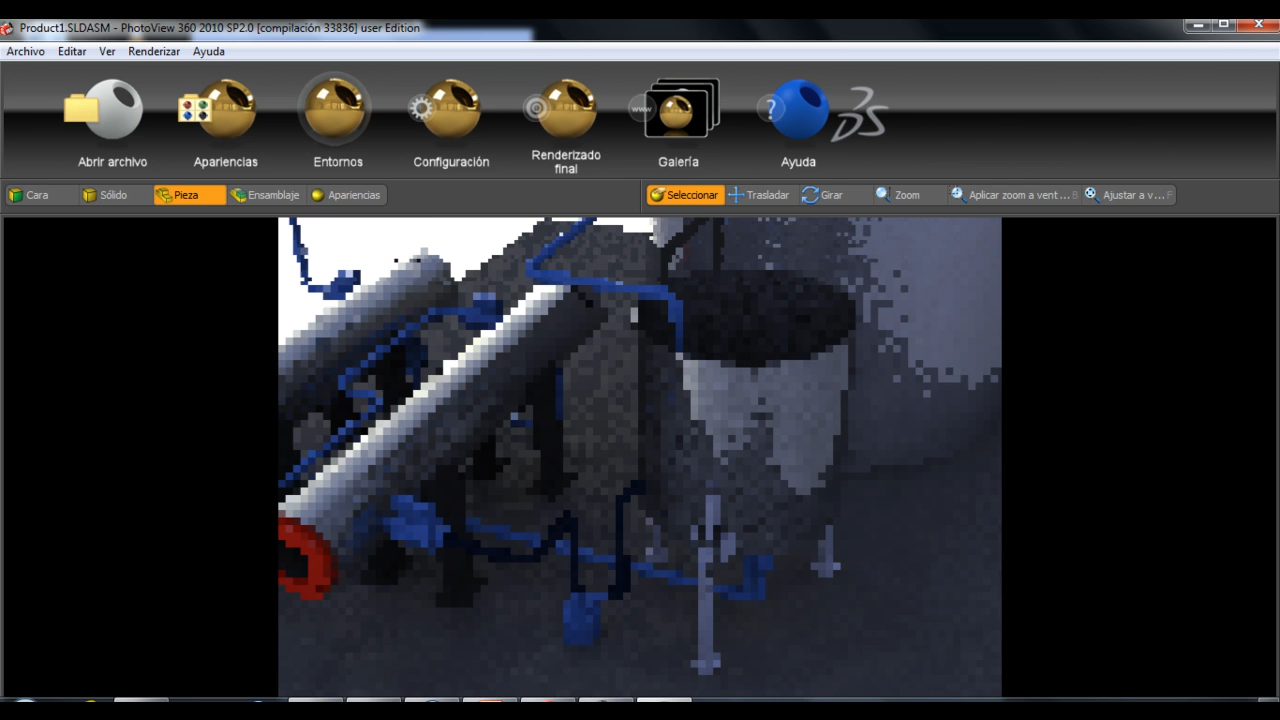 Product1.SLDASM - PhotoView 360 2010 SP2.0 [compilación 33836] user Edition
Archivo Editar Ver Renderizar Ayuda
www ?
Abrir archivo Apariencias Entornos Configuración Renderizado final Galería Ayuda
Cara Sólido Pieza Ensamblaje Apariencias Seleccionar Trasladar Girar Zoom Aplicar zoom a vent... Ajustar a v...